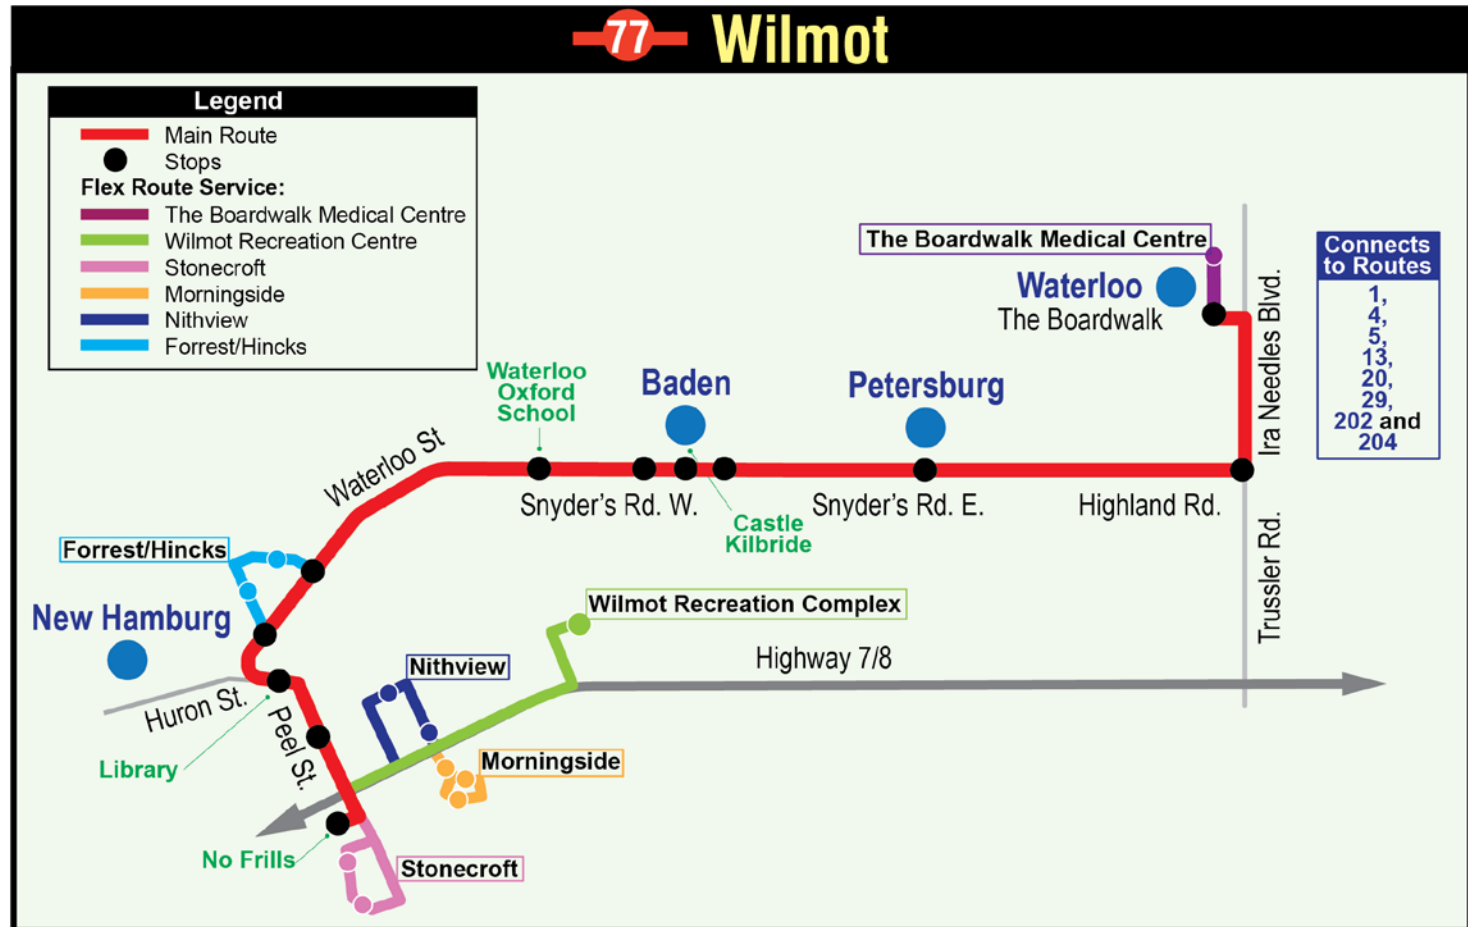 77 Wilmot
Legend
Main Route
Stops
Flex Route Service:
The Boardwalk Medical Centre
Wilmot Recreation Centre
Stonecroft
Morningside
Nithview
Forrest/Hincks
The Boardwalk Medical Centre
Waterloo
The Boardwalk
Ira Needles Blvd.
Connects
to Routes
1,
4,
5,
13,
20,
29,
202 and
204
Waterloo
Oxford
School
Baden
Petersburg
Waterloo St
Snyder's Rd. W.
Snyder's Rd. E.
Highland Rd.
Castle
Kilbride
Trussler Rd.
Forrest/Hincks
New Hamburg
Wilmot Recreation Complex
Highway 7/8
Nithview
Huron St.
Peel St.
Library
Morningside
No Frills
Stonecroft